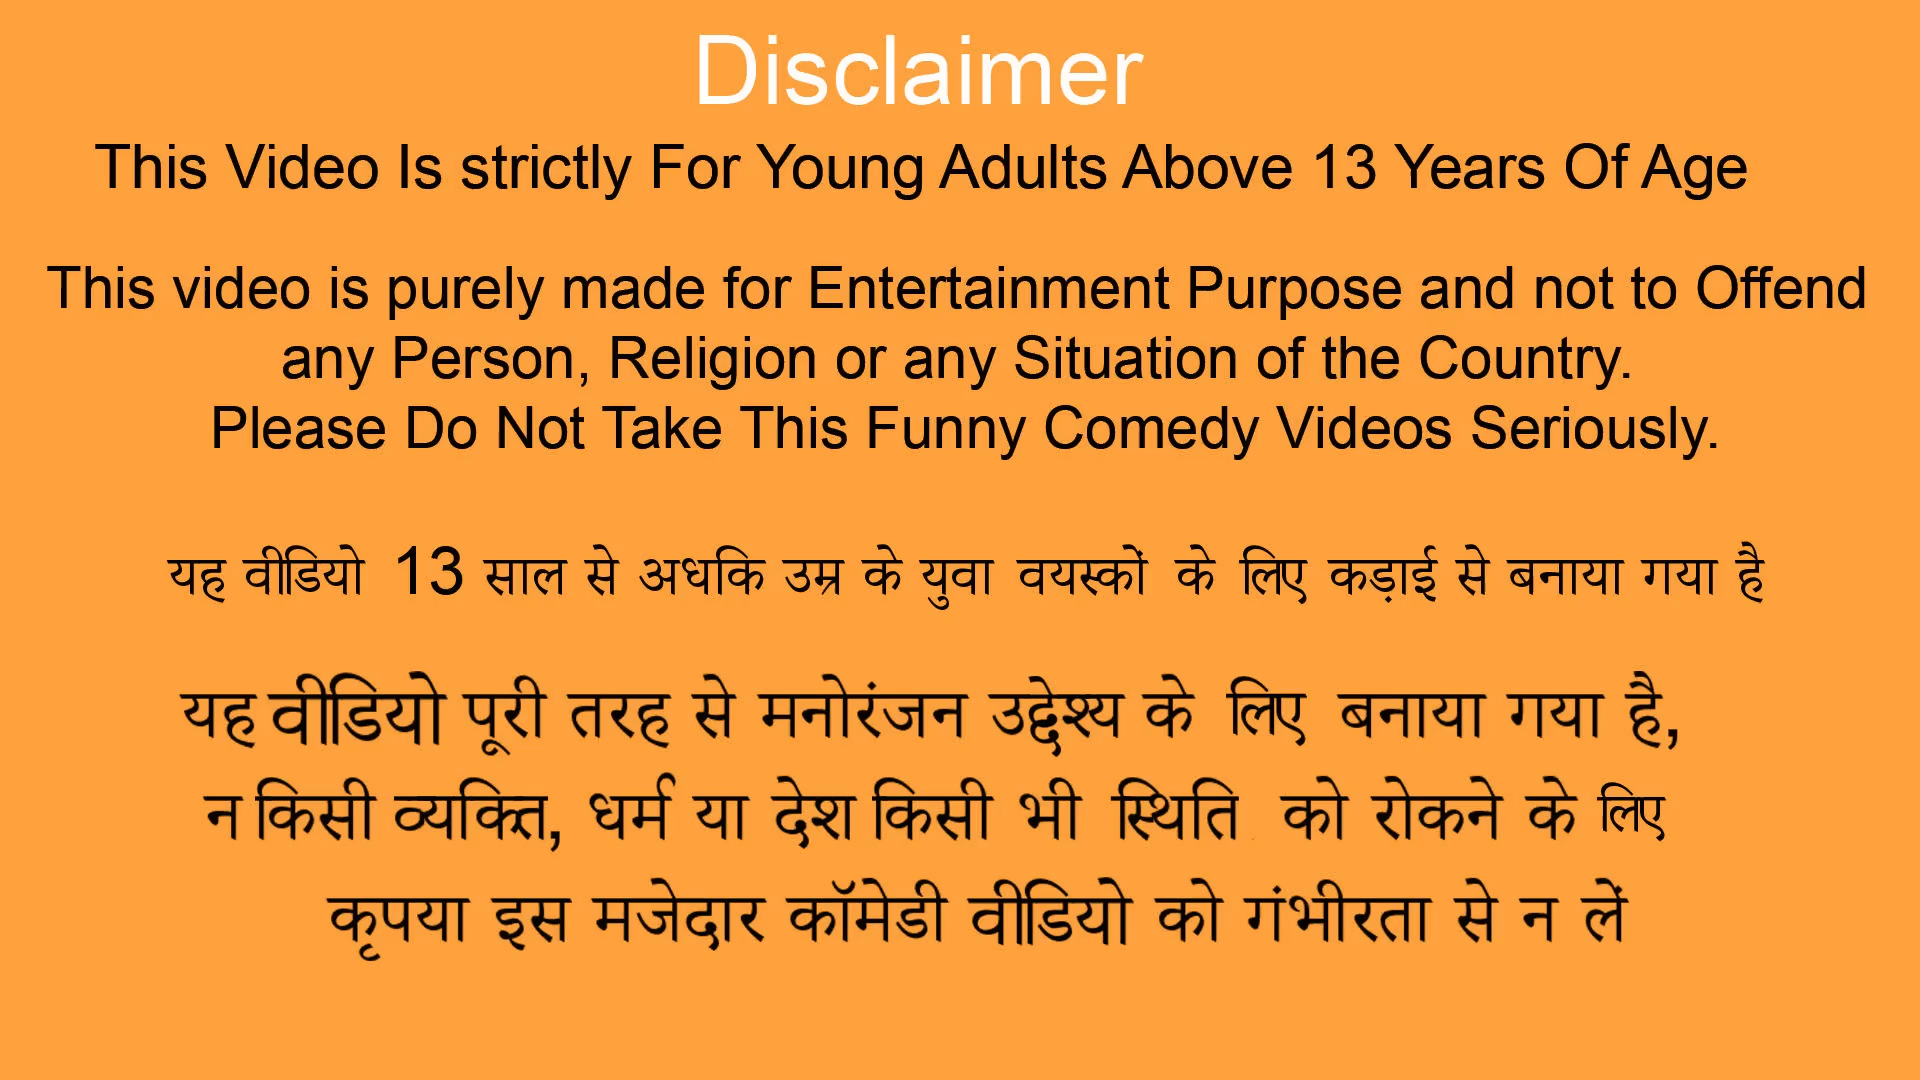 Disclaimer
This Video Is strictly For Young Adults Above 13 Years Of Age
This video is purely made for Entertainment Purpose and not to Offend
any Person, Religion or any Situation of the Country.
Please Do Not Take This Funny Comedy Videos Seriously.
यह वीडियो 13 साल से अधकि उम्र के युवा वयस्कों के लिए कड़ाई से बनाया गया है
यह वीडियो पूरी तरह से मनोरंजन उद्देश्य के लिए बनाया गया है,
न किसी व्यक्ति, धर्म या देश किसी भी स्थिति को रोकने के लिए
कृपया इस मजेदार कॉमेडी वीडियो को गंभीरता से न लें